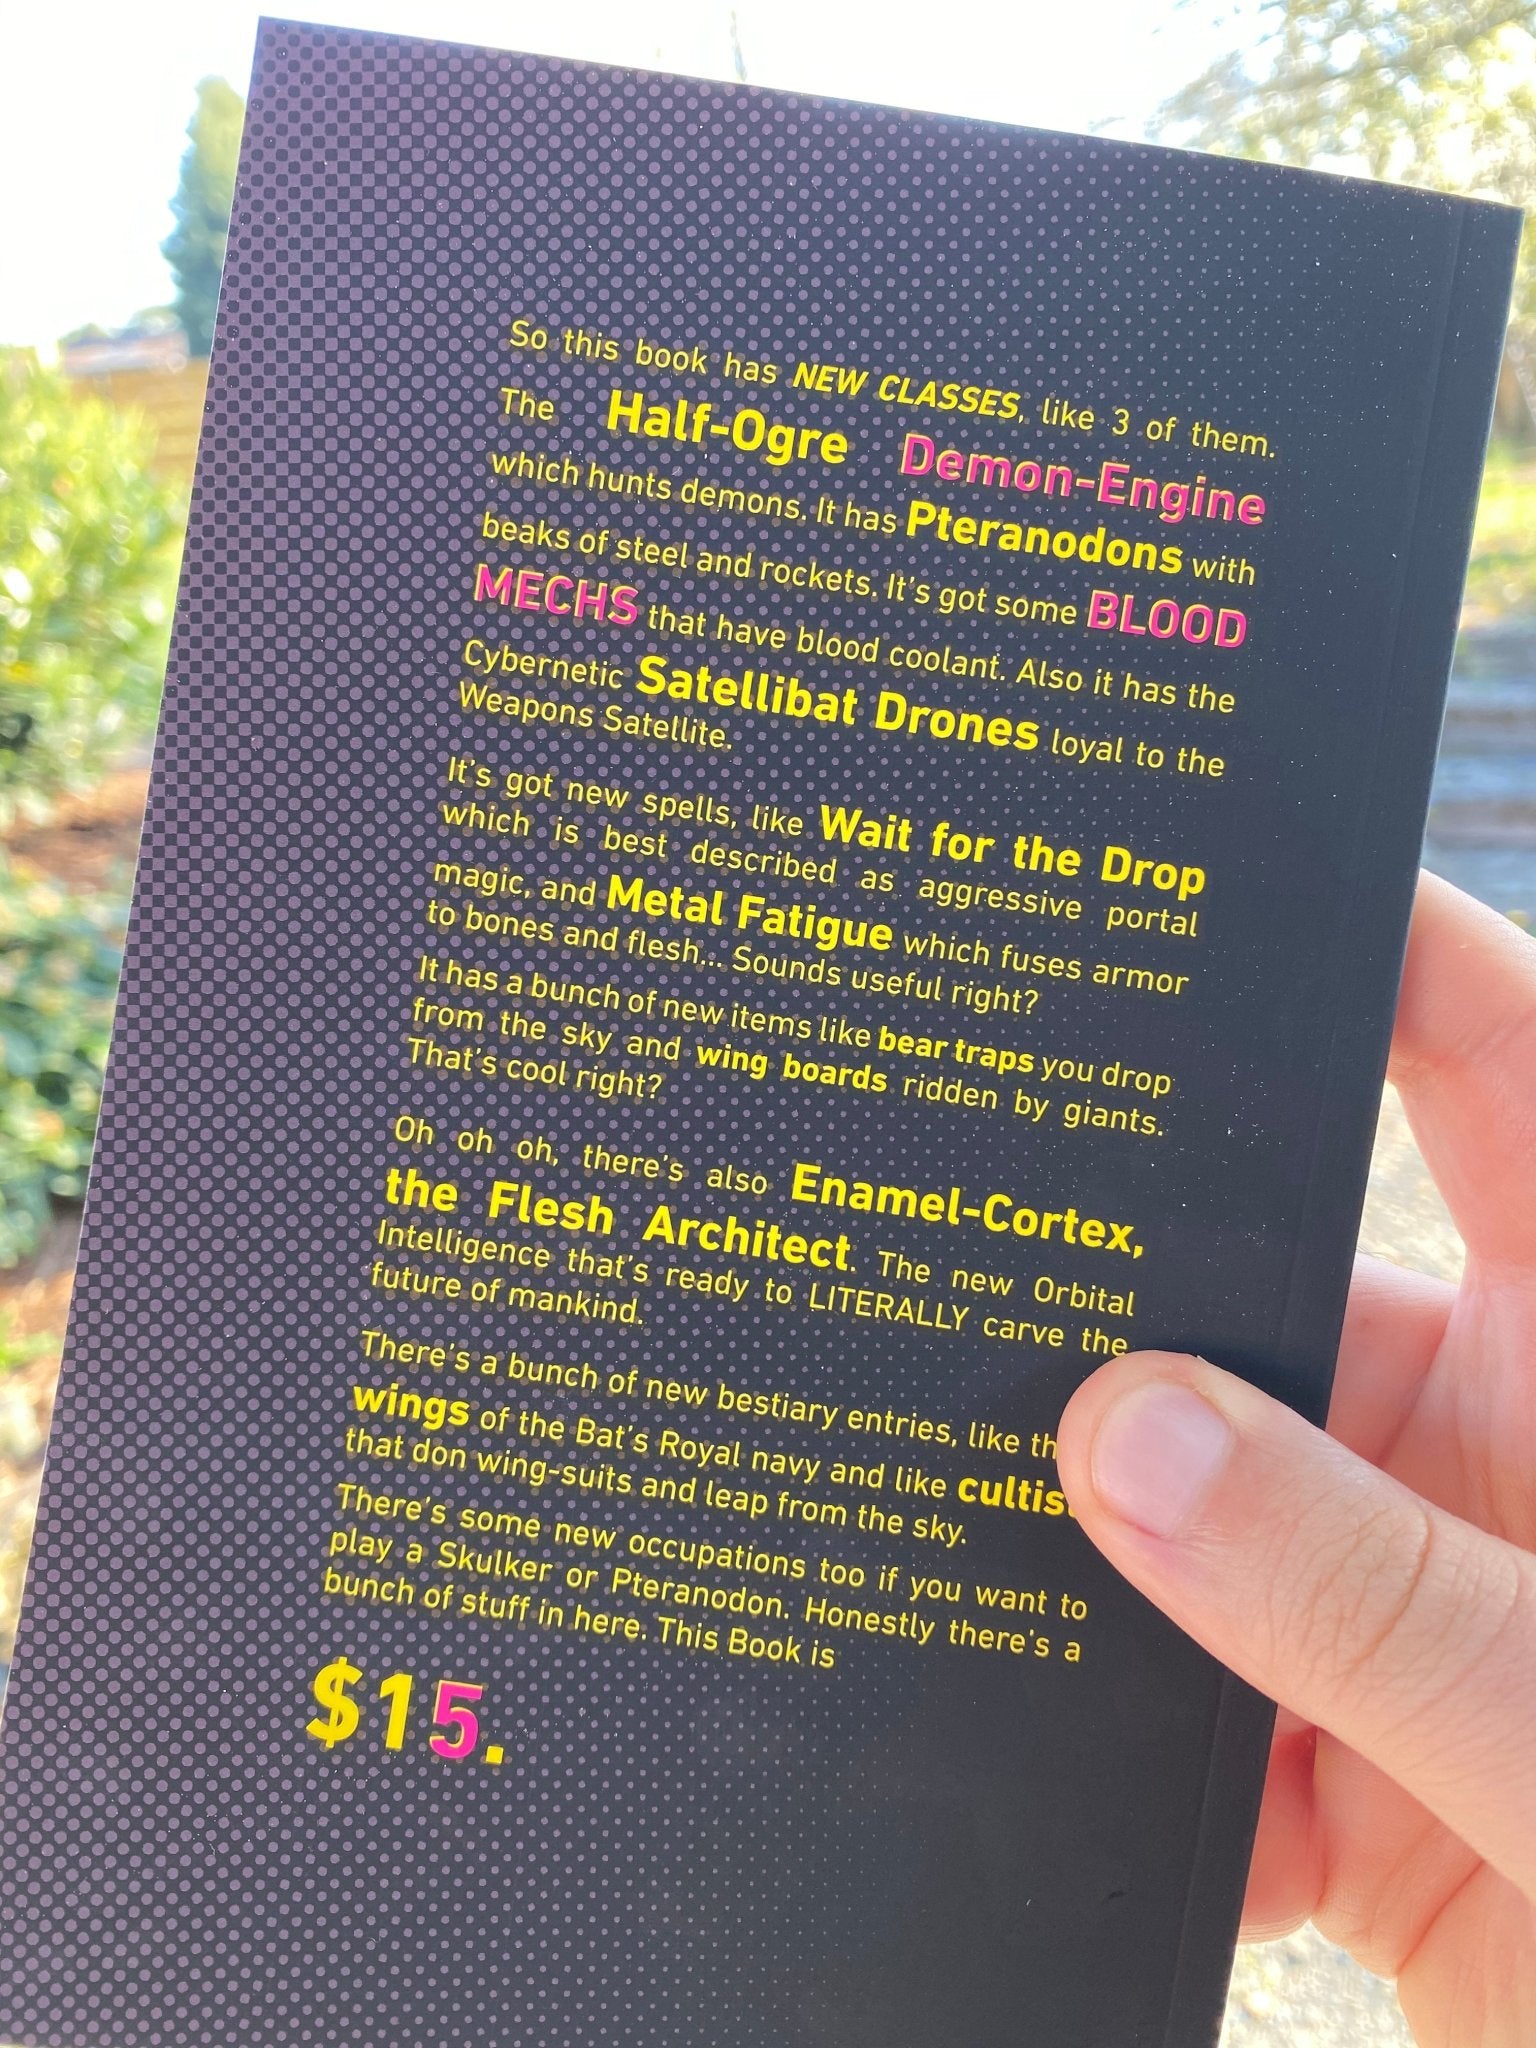 So this book has NEW CLASSES, like 3 of them.
The Half-Ogre Demon-Engine
which hunts demons. It has Pteranodons with
beaks of steel and rockets. It's got some BLOOD
MECHS that have blood coolant. Also it has the
Cybernetic Satellibat Drones loyal to the
Weapons Satellite.
It's got new spells, like Wait for the Drop
which is best described as aggressive portal
magic, and Metal Fatigue which fuses armor
to bones and flesh... Sounds useful right?
It has a bunch of new items like bear traps you drop
from the sky and wing boards ridden by giants.
That's cool right?
Oh oh oh, there's also Enamel-Cortex,
the Flesh Architect. The new Orbital
Intelligence that's ready to LITERALLY carve the
future of mankind.
There's a bunch of new bestiary entries, like
wings of the Bat's Royal navy and like
that don wing-suits and leap from the sky.
There's some new occupations too if you want to
play a Skulker or Pteranodon. Honestly there's a
bunch of stuff in here. This Book is
$15.